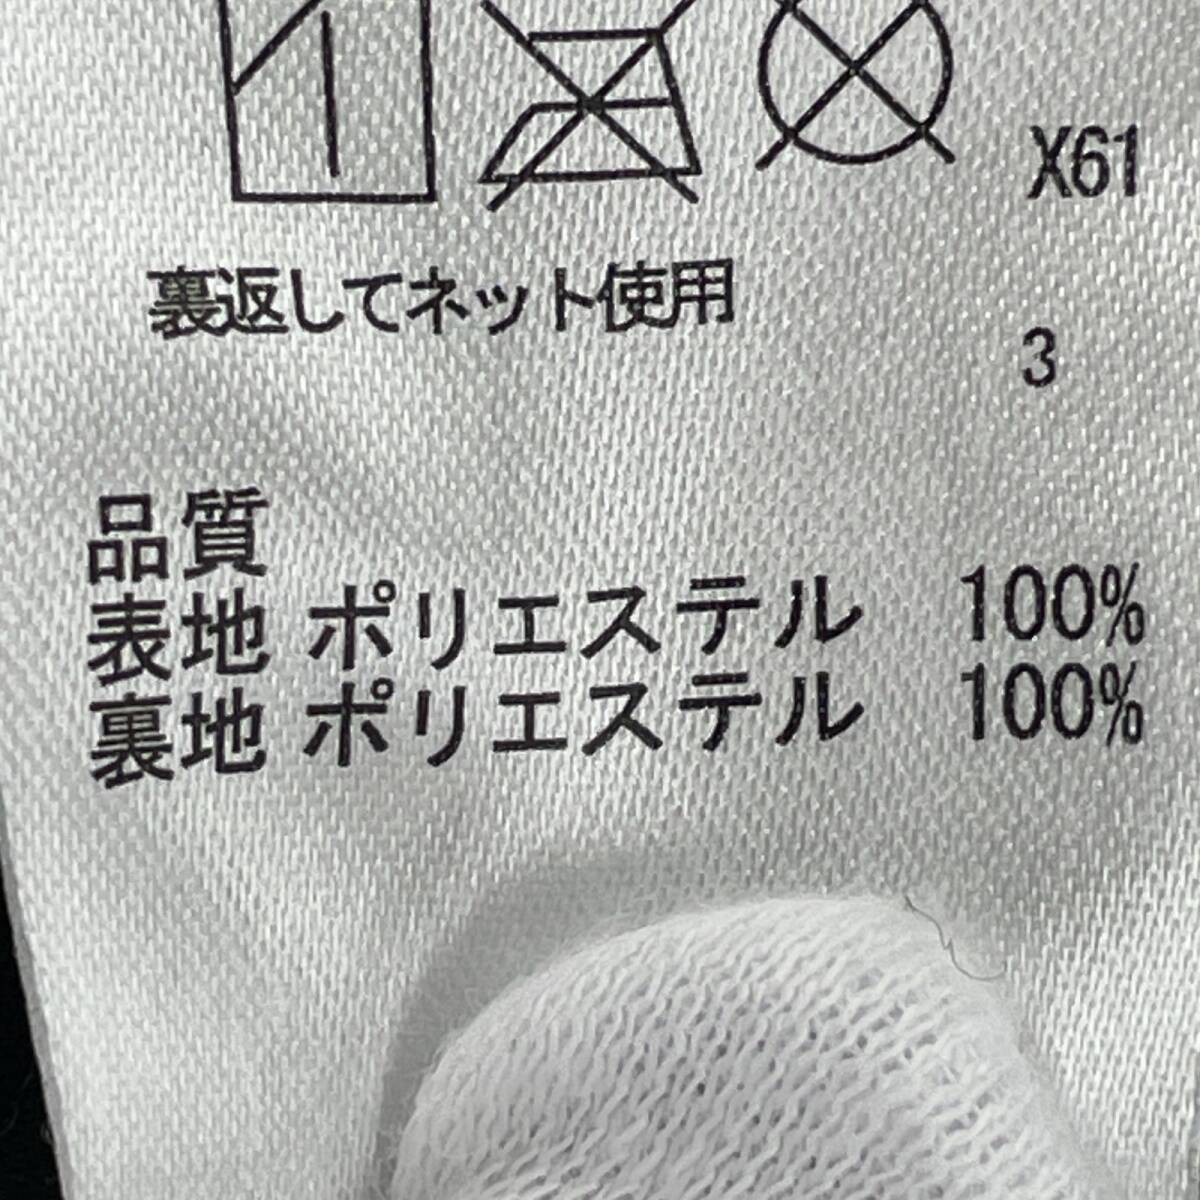 X61
裏返してネット使用
3
品質
表地 ポリエステル 100%
裏地 ポリエステル 100%